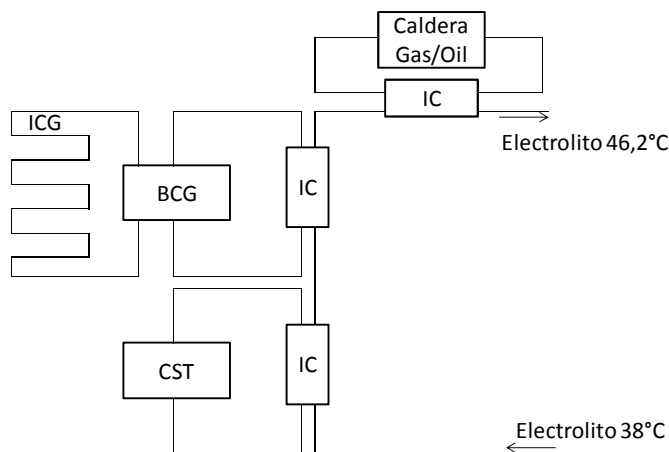 Caldera
Gas/Oil
IC
ICG
Electrolito 46,2°C
BCG
IC
CST
IC
Electrolito 38°C